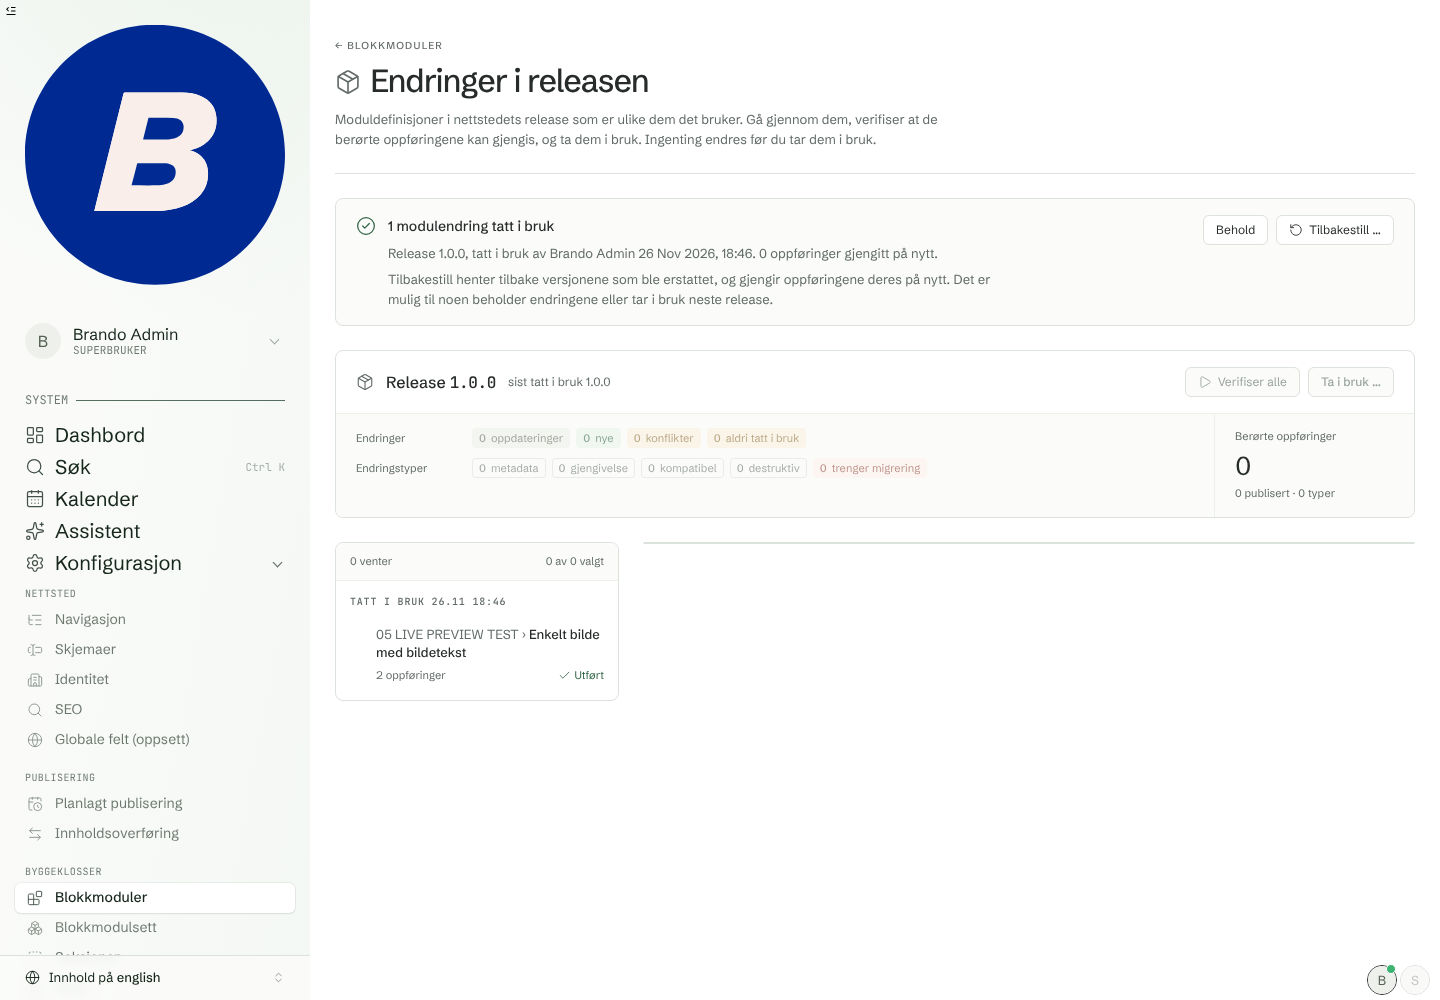 B
Brando Admin
SUPERBRUKER
B
SYSTEM
Dashbord
Søk
Ctrl K
Kalender
Assistent
Konfigurasjon
NETTSTED
Navigasjon
Skjemaer
Identitet
SEO
Globale felt (oppsett)
PUBLISERING
Planlagt publisering
Innholdsoverføring
BYGGEKLOSSER
Blokkmoduler
Blokkmodulsett
Innhold på english
← BLOKKMODULER
Endringer i releasen
Moduldefinisjoner i nettstedets release som er ulike dem det bruker. Gå gjennom dem, verifiser at de
berørte oppføringene kan gjengis, og ta dem i bruk. Ingenting endres før du tar dem i bruk.
1 modulendring tatt i bruk
Behold
Tilbakestill ...
Release 1.0.0, tatt i bruk av Brando Admin 26 Nov 2026, 18:46. 0 oppføringer gjengitt på nytt.
Tilbakestill henter tilbake versjonene som ble erstattet, og gjengir oppføringene deres på nytt. Det er
mulig til noen beholder endringene eller tar i bruk neste release.
Release 1.0.0 sist tatt i bruk 1.0.0
Verifiser alle
Ta i bruk ...
Endringer 0 oppdateringer 0 nye 0 konflikter 0 aldri tatt i bruk
Endringstyper 0 metadata 0 gjengivelse 0 kompatibel 0 destruktiv 0 trenger migrering
Berørte oppføringer
0
0 publisert · 0 typer
0 venter 0 av 0 valgt
TATT I BRUK 26.11 18:46
05 LIVE PREVIEW TEST › Enkelt bilde
med bildetekst
2 oppføringer Utført
B S